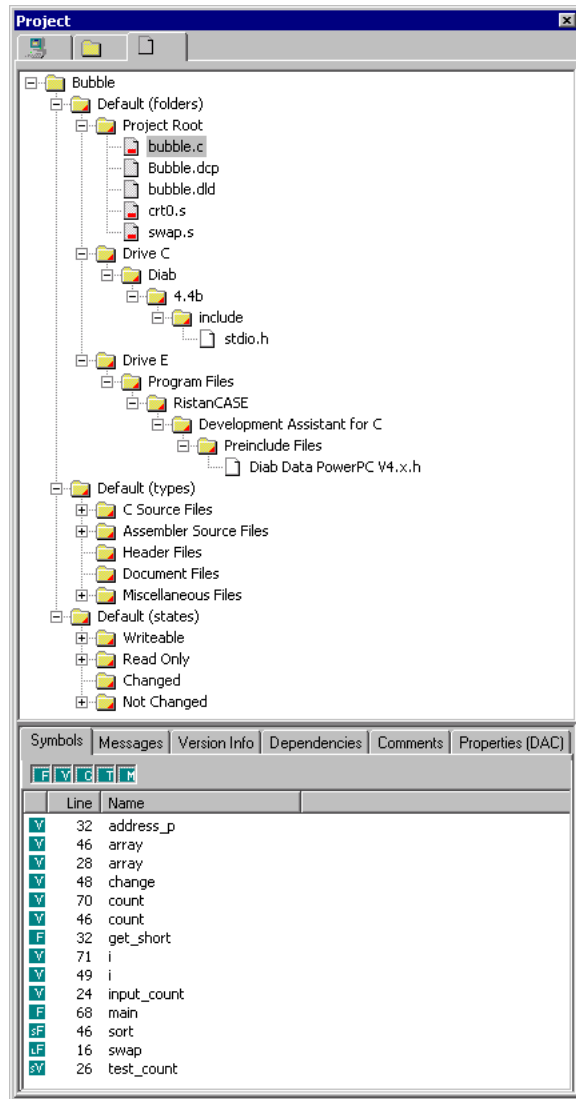 Project
Bubble
Default (folders)
Project Root
bubble.c
Bubble.dcp
bubble.dld
crt0.s
swap.s
Drive C
Diab
4.4b
include
stdio.h
Drive E
Program Files
RistanCASE
Development Assistant for C
Preinclude Files
Diab Data PowerPC V4.x.h
Default (types)
C Source Files
Assembler Source Files
Header Files
Document Files
Miscellaneous Files
Default (states)
Writeable
Read Only
Changed
Not Changed
Symbols Messages Version Info Dependencies Comments Properties (DAC)
F V C T M
Line Name
V 32 address_p
V 46 array
V 28 array
V 48 change
V 70 count
V 46 count
F 32 get_short
V 71 i
V 49 i
V 24 input_count
F 68 main
sF 46 sort
LF 16 swap
sV 26 test_count